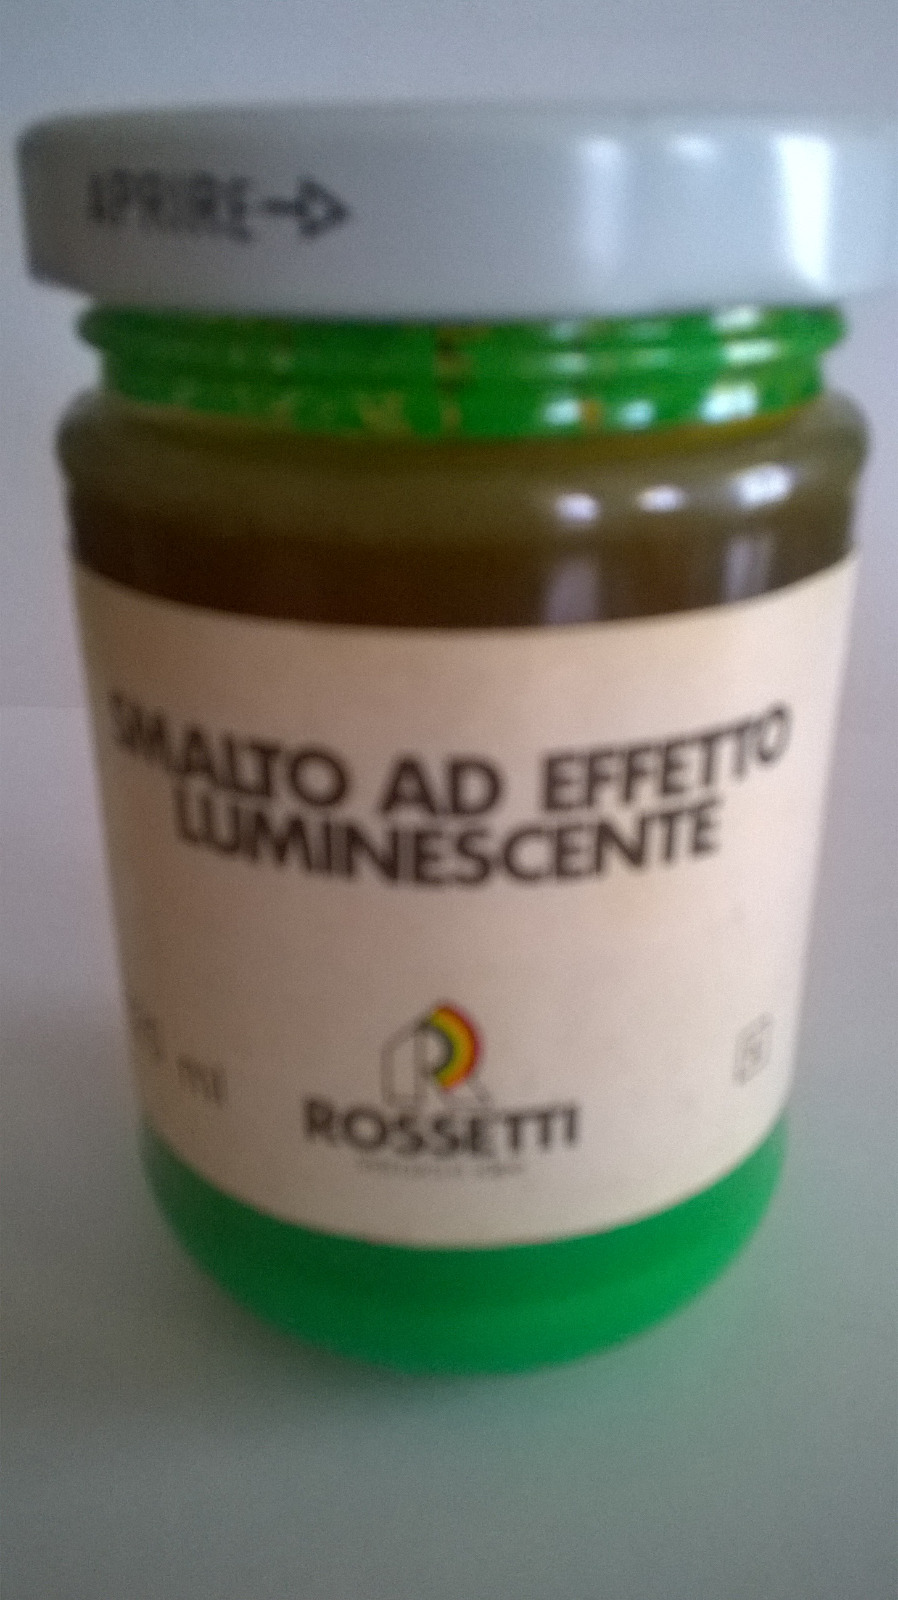 APRIRE
SMALTO AD EFFETTO
LUMINESCENTE
ml
ROSSETTI